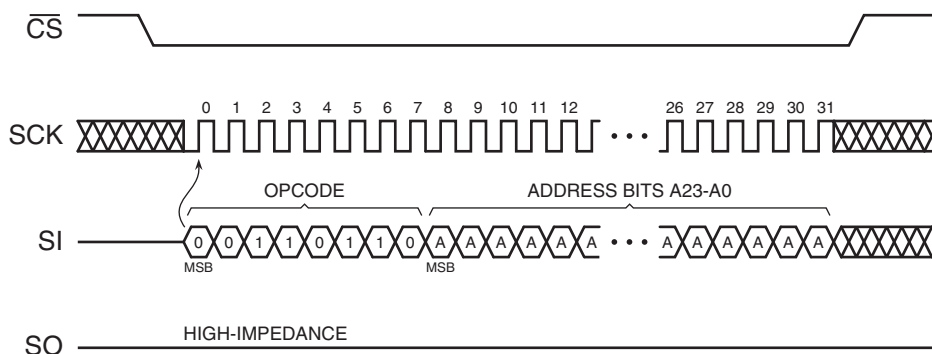 CS
0 1 2 3 4 5 6 7 8 9 10 11 12 26 27 28 29 30 31
SCK
OPCODE
ADDRESS BITS A23-A0
SI
0 0 1 1 0 1 1 0 A A A A A A A A A A A A
MSB
MSB
HIGH-IMPEDANCE
SO